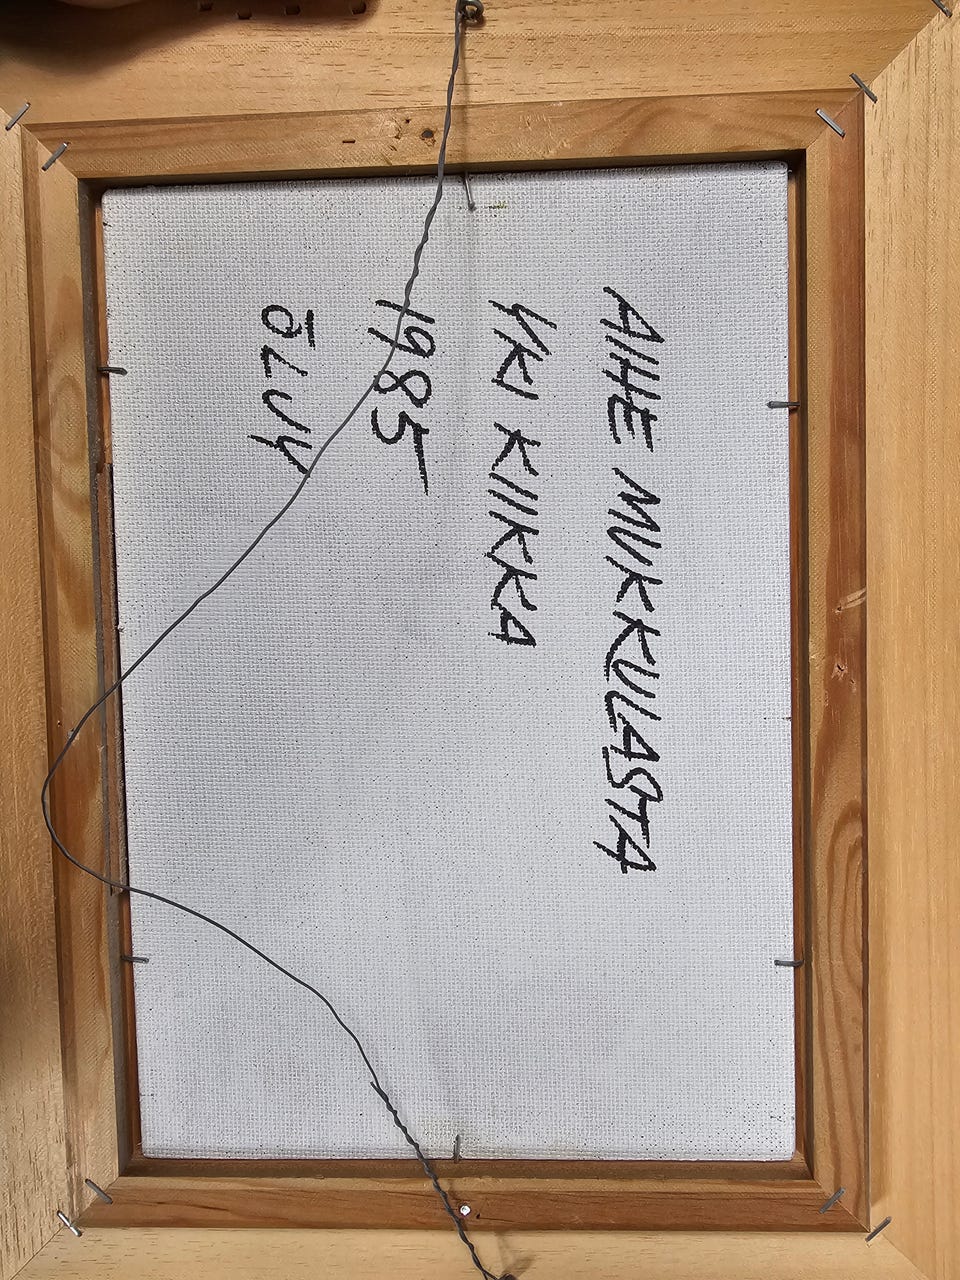 AIHE MUKKULASTA
YKI KIIKKA
1985
ÖLJY